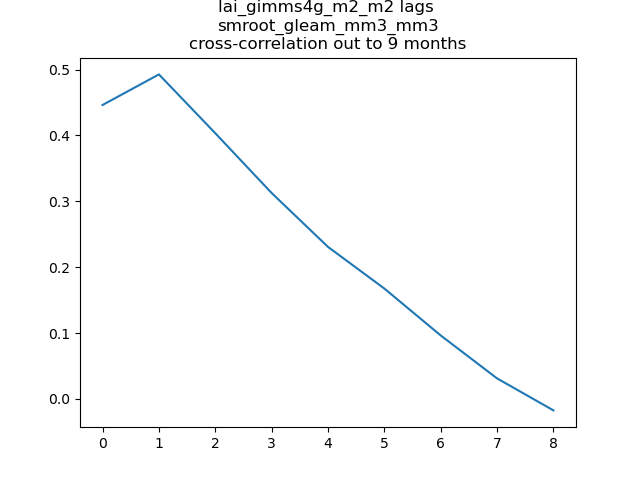 lai_gimms4g_m2_m2 lags
smroot_gleam_mm3_mm3
cross-correlation out to 9 months
0.5
0.4
0.3
0.2
0.1
0.0
0 1 2 3 4 5 6 7 8